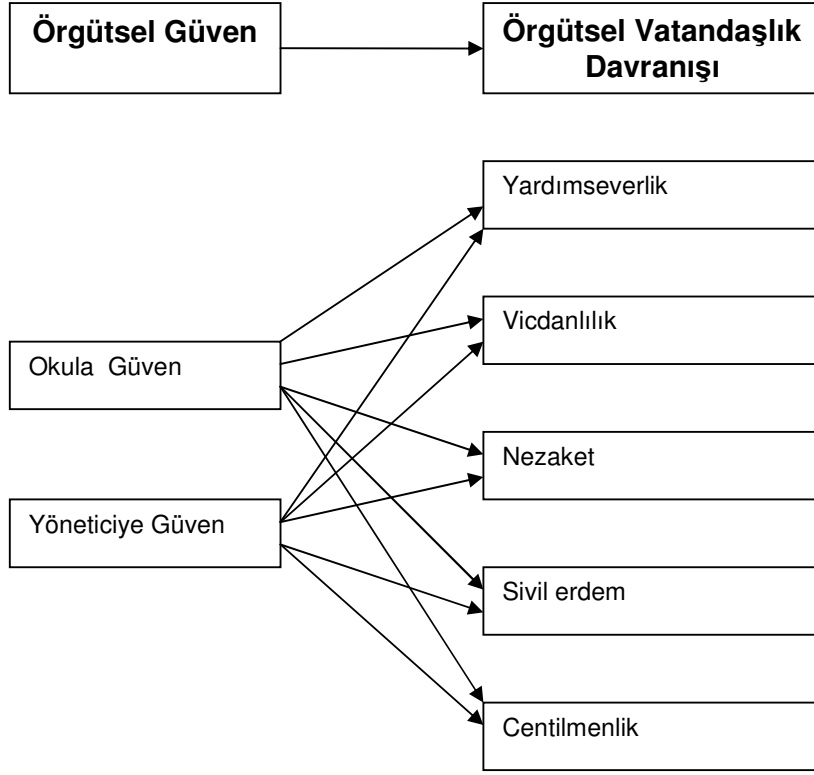 Örgütsel Güven
Örgütsel Vatandaşlık
Davranışı
Yardımseverlik
Vicdanlılık
Okula Güven
Nezaket
Yöneticiye Güven
Sivil erdem
Centilmenlik